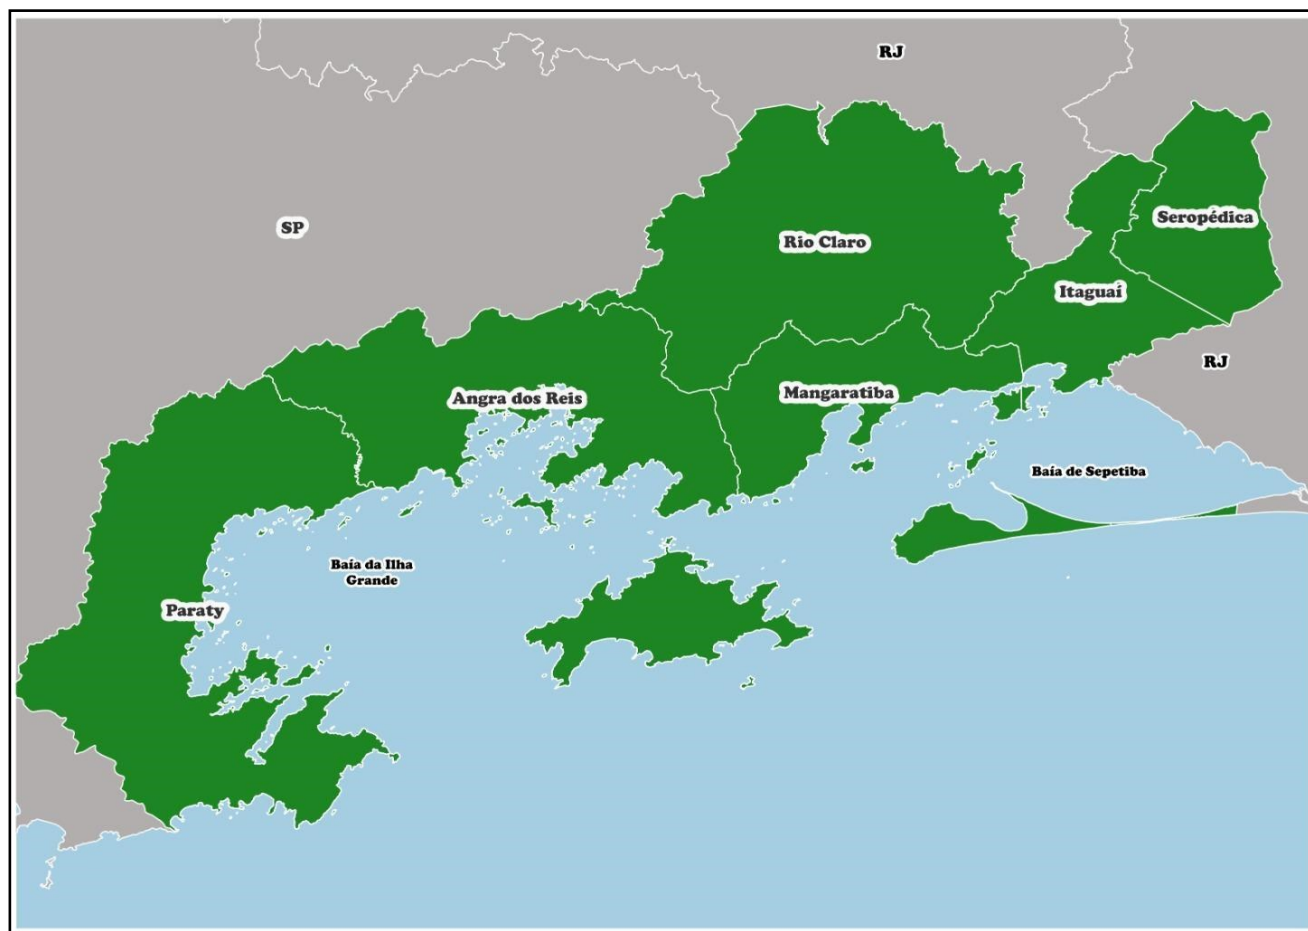 RJ
Seropédica
SP
Rio Claro
Itaguaí
RJ
Angra dos Reis
Mangaratiba
Baía de Sepetiba
Baía da Ilha
Grande
Paraty